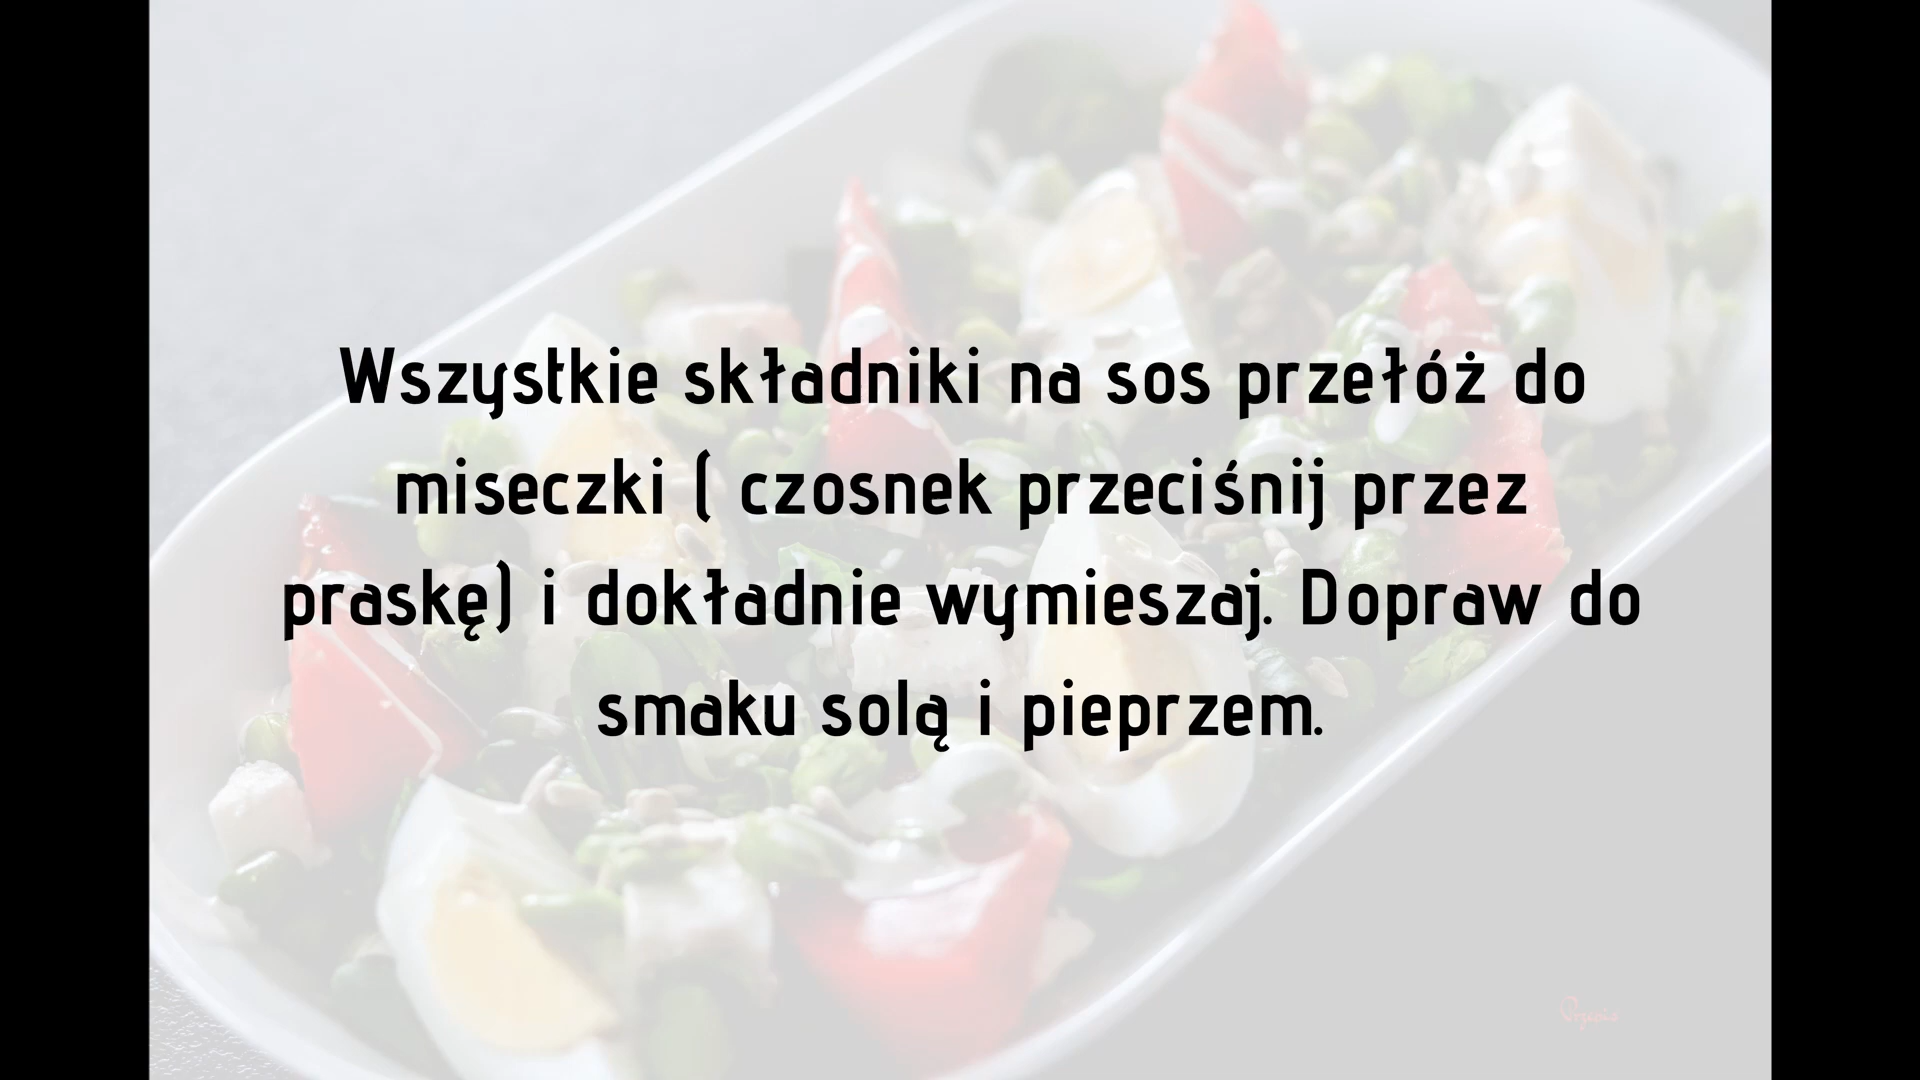 Wszystkie składniki na sos przełóż do
miseczki ( czosnek przeciśnij przez
praskę) i dokładnie wymieszaj. Dopraw do
smaku solą i pieprzem.